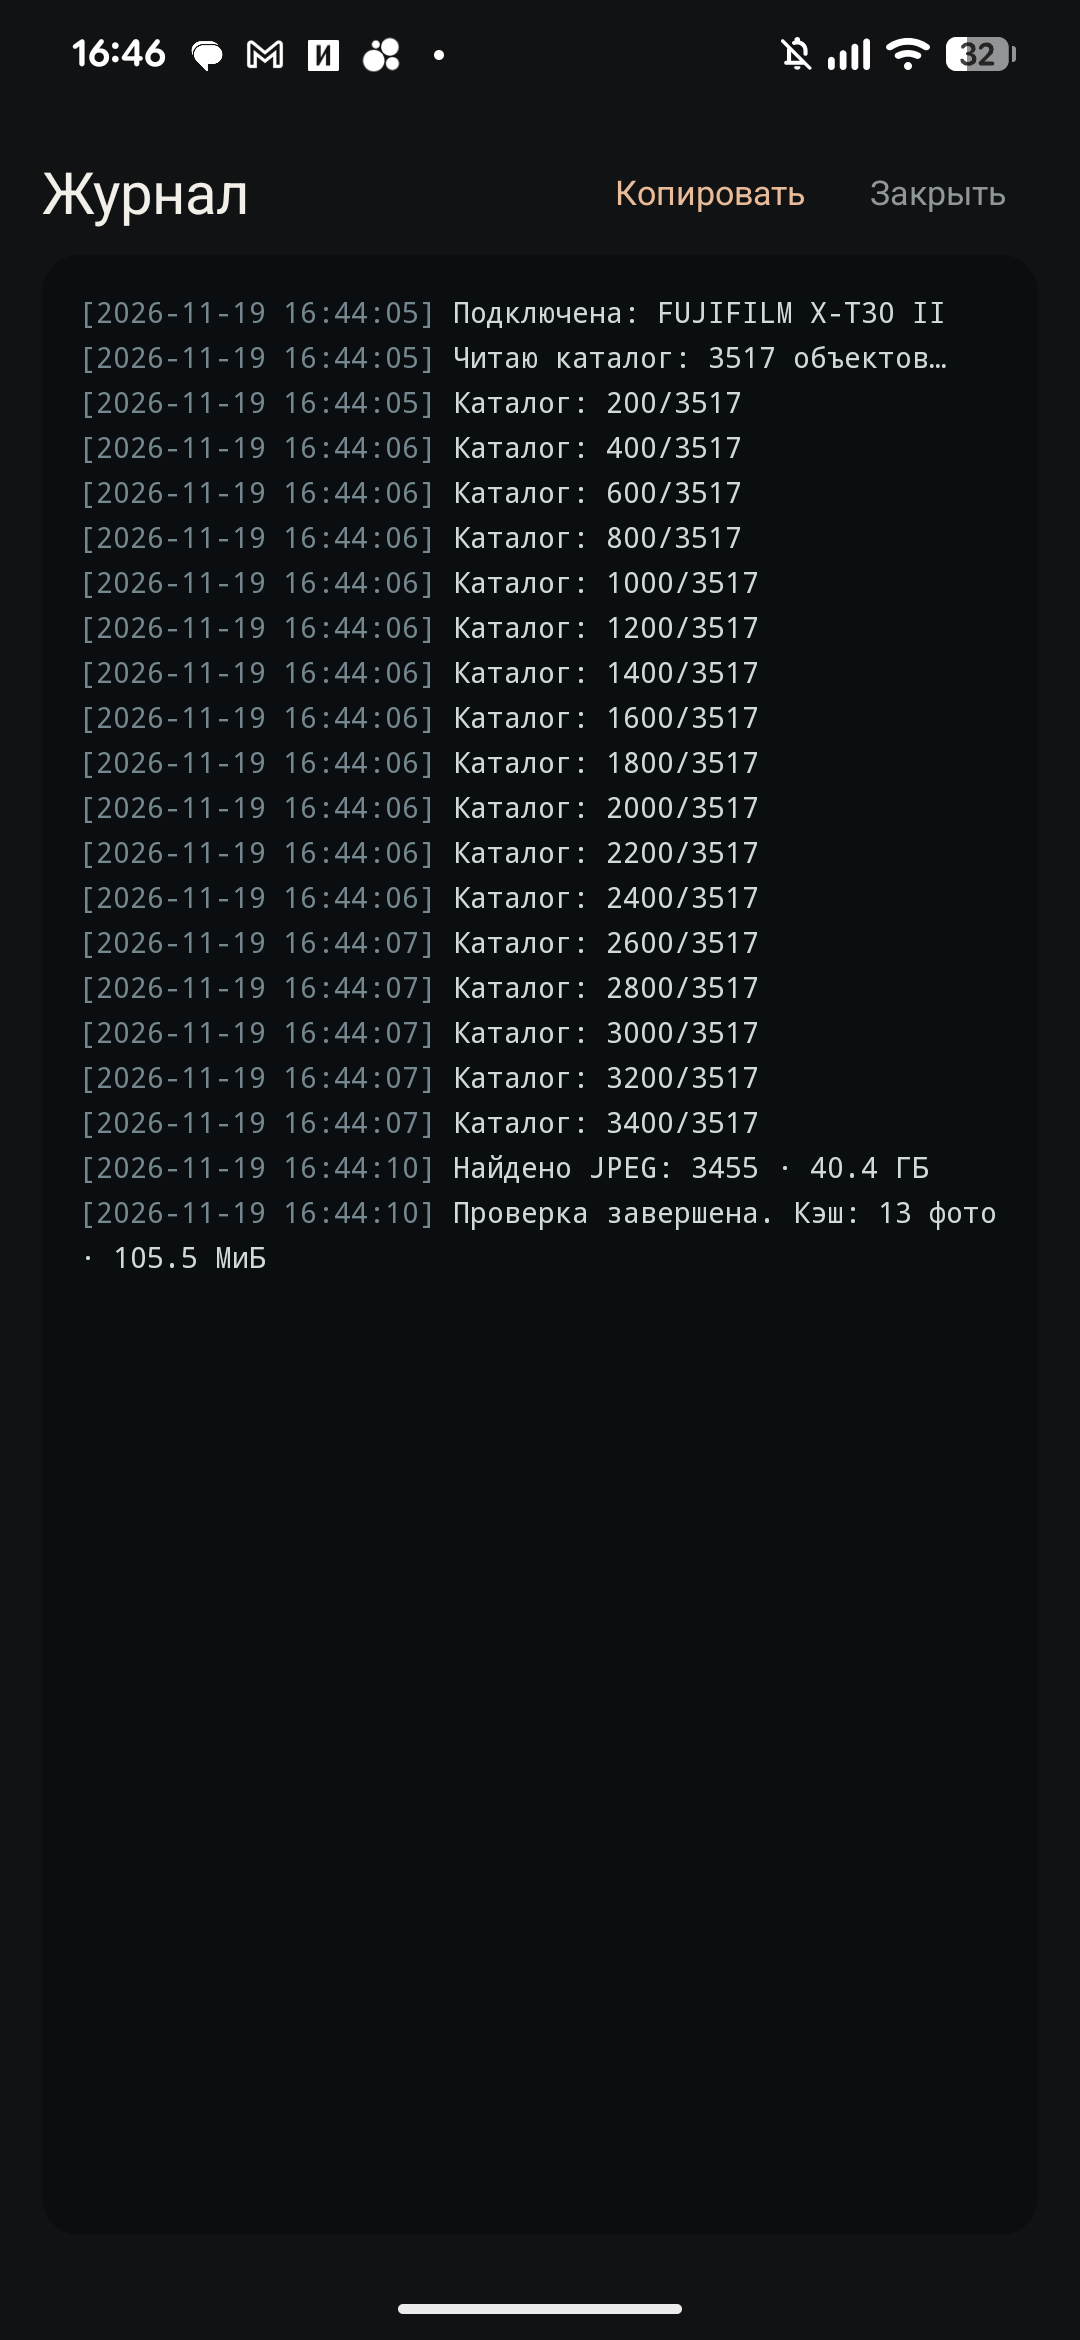 16:46
32
Журнал
Копировать
Закрыть
[2026-11-19 16:44:05] Подключена: FUJIFILM X-T30 II
[2026-11-19 16:44:05] Читаю каталог: 3517 объектов…
[2026-11-19 16:44:05] Каталог: 200/3517
[2026-11-19 16:44:06] Каталог: 400/3517
[2026-11-19 16:44:06] Каталог: 600/3517
[2026-11-19 16:44:06] Каталог: 800/3517
[2026-11-19 16:44:06] Каталог: 1000/3517
[2026-11-19 16:44:06] Каталог: 1200/3517
[2026-11-19 16:44:06] Каталог: 1400/3517
[2026-11-19 16:44:06] Каталог: 1600/3517
[2026-11-19 16:44:06] Каталог: 1800/3517
[2026-11-19 16:44:06] Каталог: 2000/3517
[2026-11-19 16:44:06] Каталог: 2200/3517
[2026-11-19 16:44:06] Каталог: 2400/3517
[2026-11-19 16:44:07] Каталог: 2600/3517
[2026-11-19 16:44:07] Каталог: 2800/3517
[2026-11-19 16:44:07] Каталог: 3000/3517
[2026-11-19 16:44:07] Каталог: 3200/3517
[2026-11-19 16:44:07] Каталог: 3400/3517
[2026-11-19 16:44:10] Найдено JPEG: 3455 · 40.4 ГБ
[2026-11-19 16:44:10] Проверка завершена. Кэш: 13 фото
· 105.5 МиБ